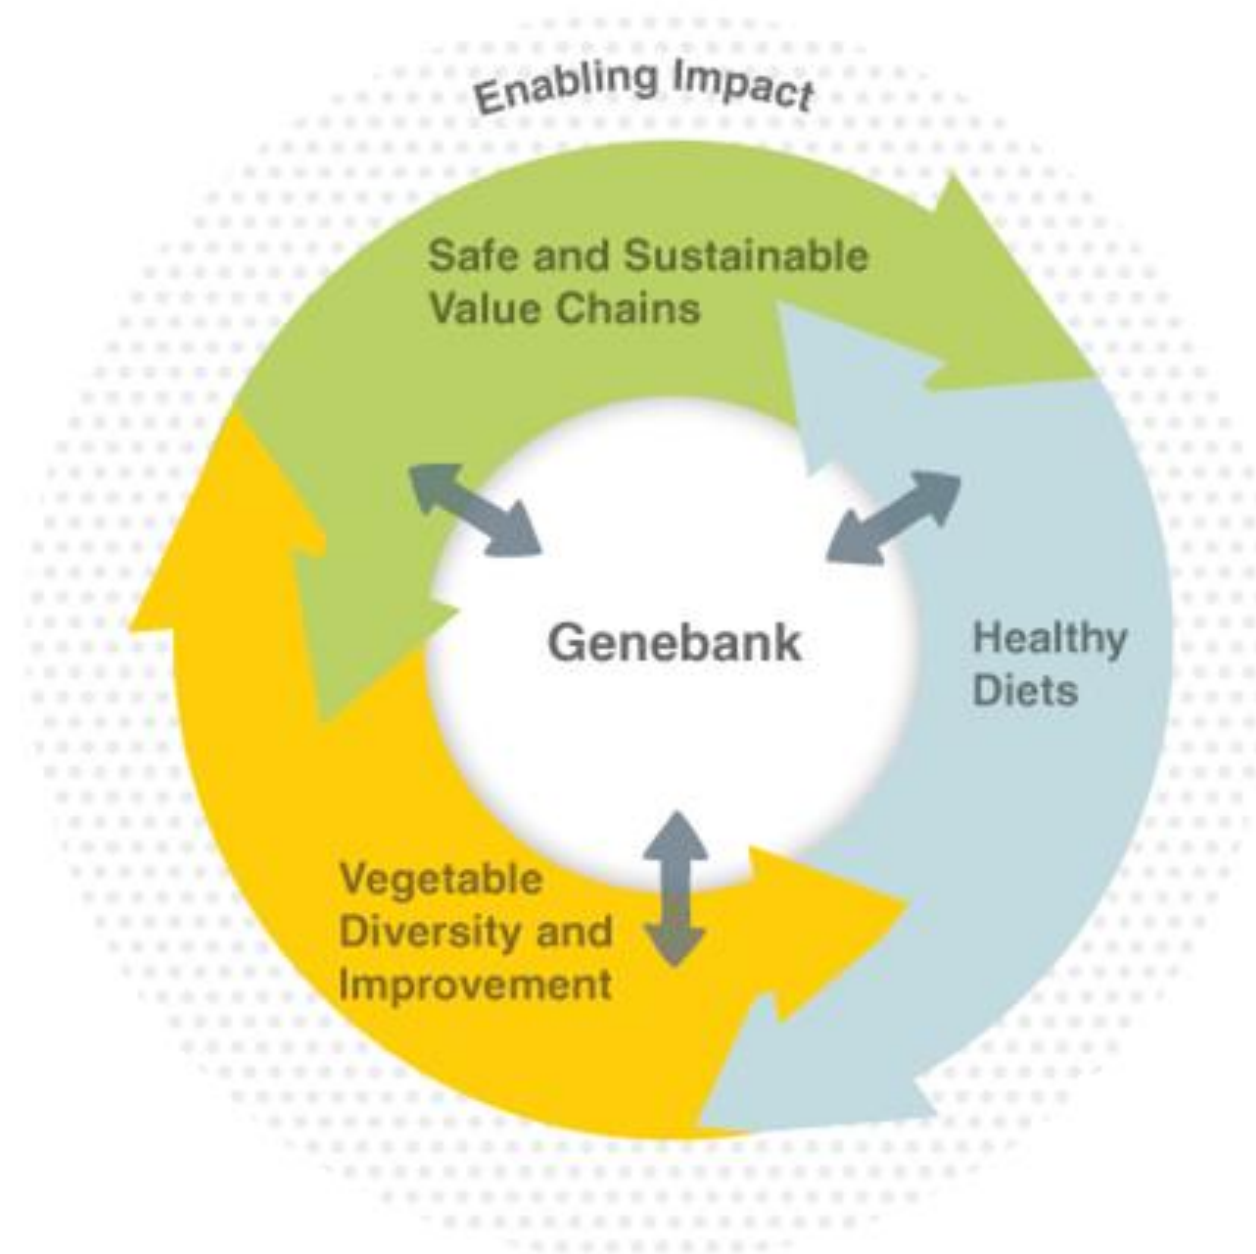 Enabling Impact
Safe and Sustainable
Value Chains
Genebank
Healthy
Diets
Vegetable
Diversity and
Improvement